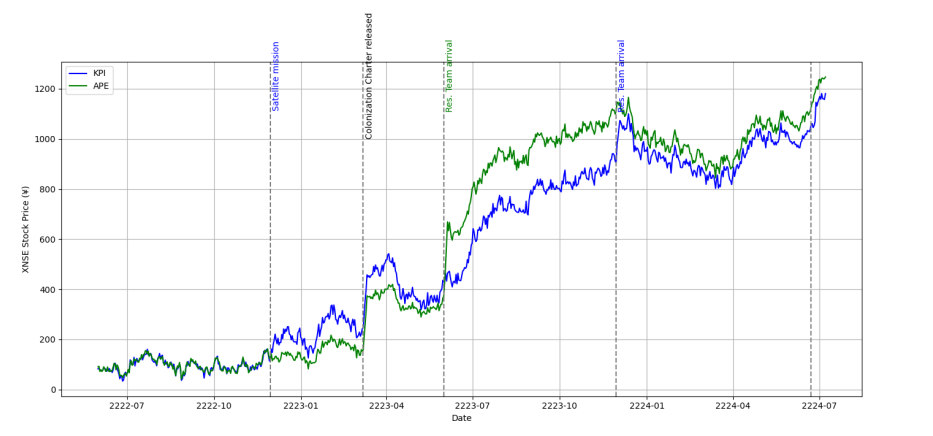 Satellite mission
Colonization Charter released
Res. Team arrival
Res. Team arrival
KPI
APE
XNSE Stock Price (¥)
1200
1000
800
600
400
200
0
2222-07
2222-10
2223-01
2223-04
2223-07
2223-10
2224-01
2224-04
2224-07
Date